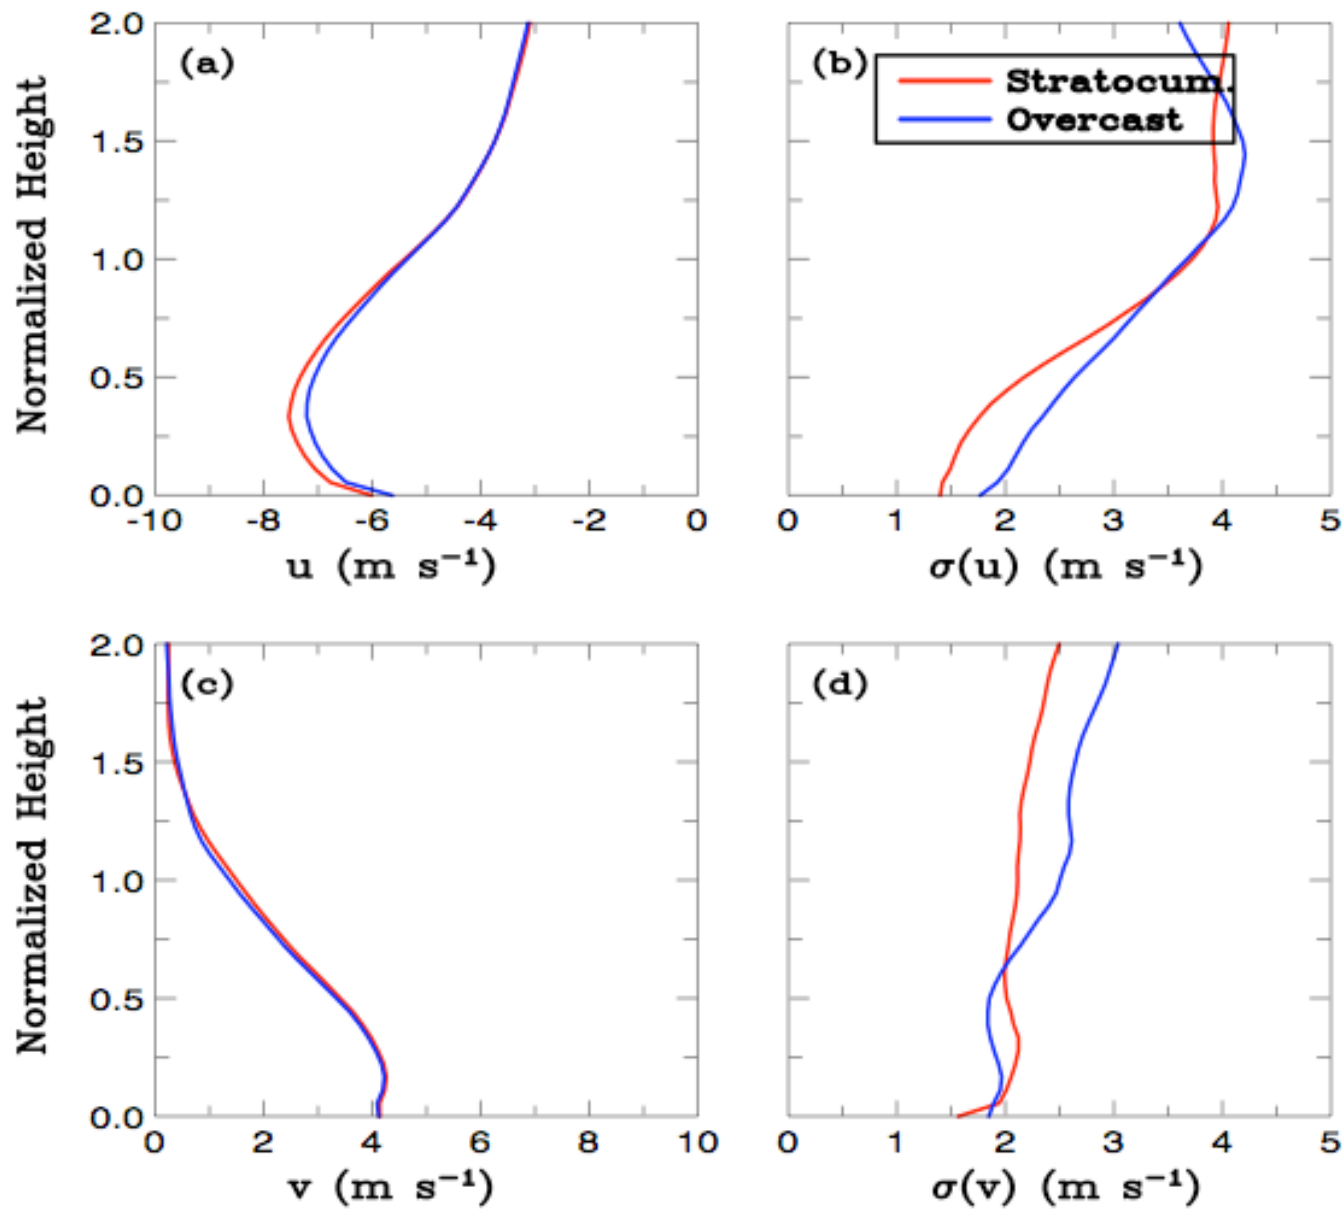 (a)
Normalized Height
2.0
1.5
1.0
0.5
0.0
-10 -8 -6 -4 -2 0
u (m s⁻¹)
(b)
Stratocum.
Overcast
0 1 2 3 4 5
σ(u) (m s⁻¹)
(c)
Normalized Height
2.0
1.5
1.0
0.5
0.0
0 2 4 6 8 10
v (m s⁻¹)
(d)
0 1 2 3 4 5
σ(v) (m s⁻¹)